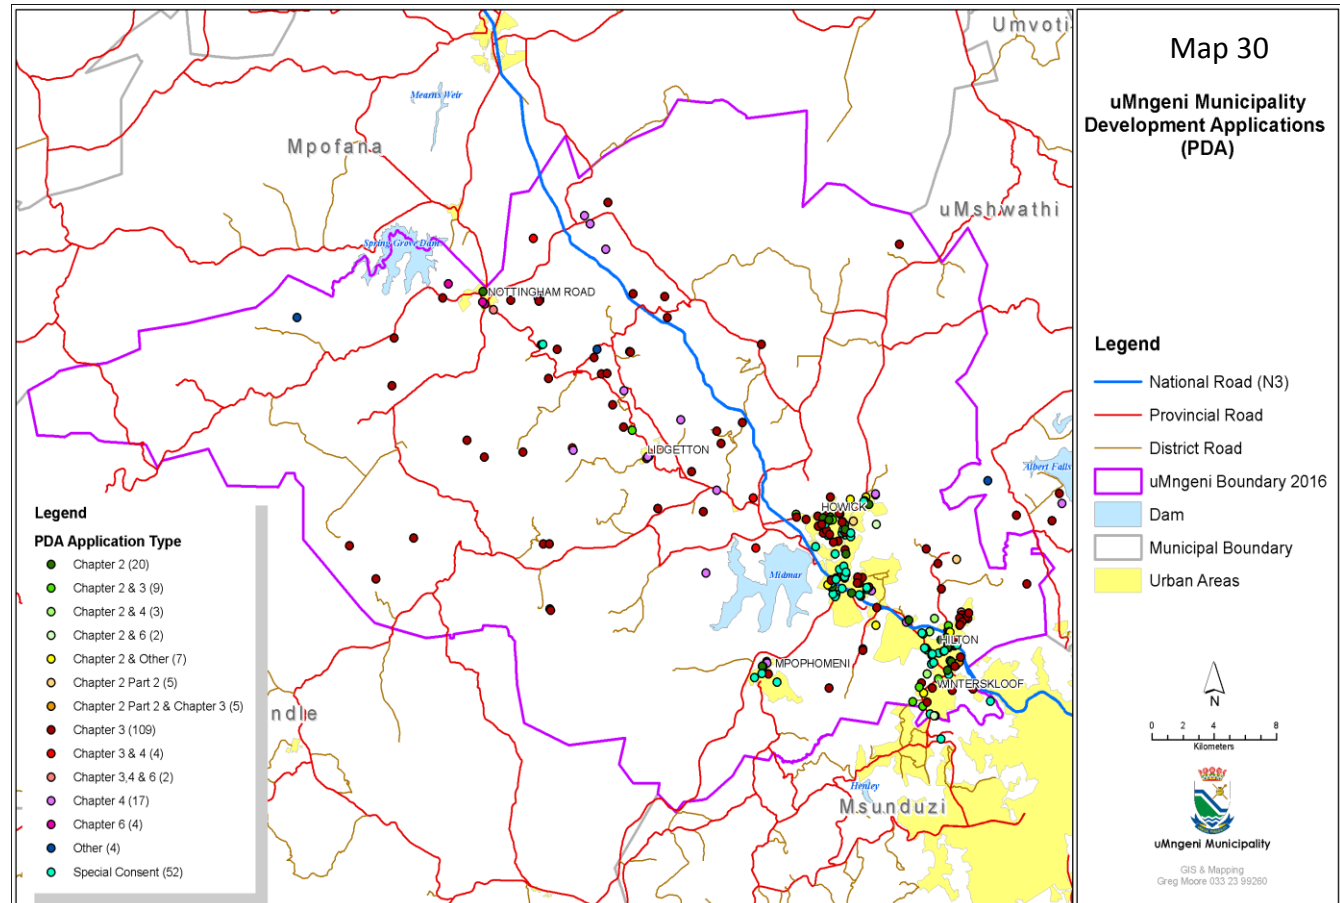 Umvoti
Mearns Weir
Mpofana
uMshwathi
Spring Grove Dam
NOTTINGHAM ROAD
LIDGETTON
Albert Falls
HOWICK
Midmar
HILTON
MPOPHOMENI
WINTERSKLOOF
ndle
Henley
Msunduzi
Legend
PDA Application Type
Chapter 2 (20)
Chapter 2 & 3 (9)
Chapter 2 & 4 (3)
Chapter 2 & 6 (2)
Chapter 2 & Other (7)
Chapter 2 Part 2 (5)
Chapter 2 Part 2 & Chapter 3 (5)
Chapter 3 (109)
Chapter 3 & 4 (4)
Chapter 3,4 & 6 (2)
Chapter 4 (17)
Chapter 6 (4)
Other (4)
Special Consent (52)
Map 30
uMngeni Municipality
Development Applications
(PDA)
Legend
National Road (N3)
Provincial Road
District Road
uMngeni Boundary 2016
Dam
Municipal Boundary
Urban Areas
N
0 2 4 8
Kilometers
uMngeni Municipality
GIS & Mapping
Greg Moore 033 23 99260